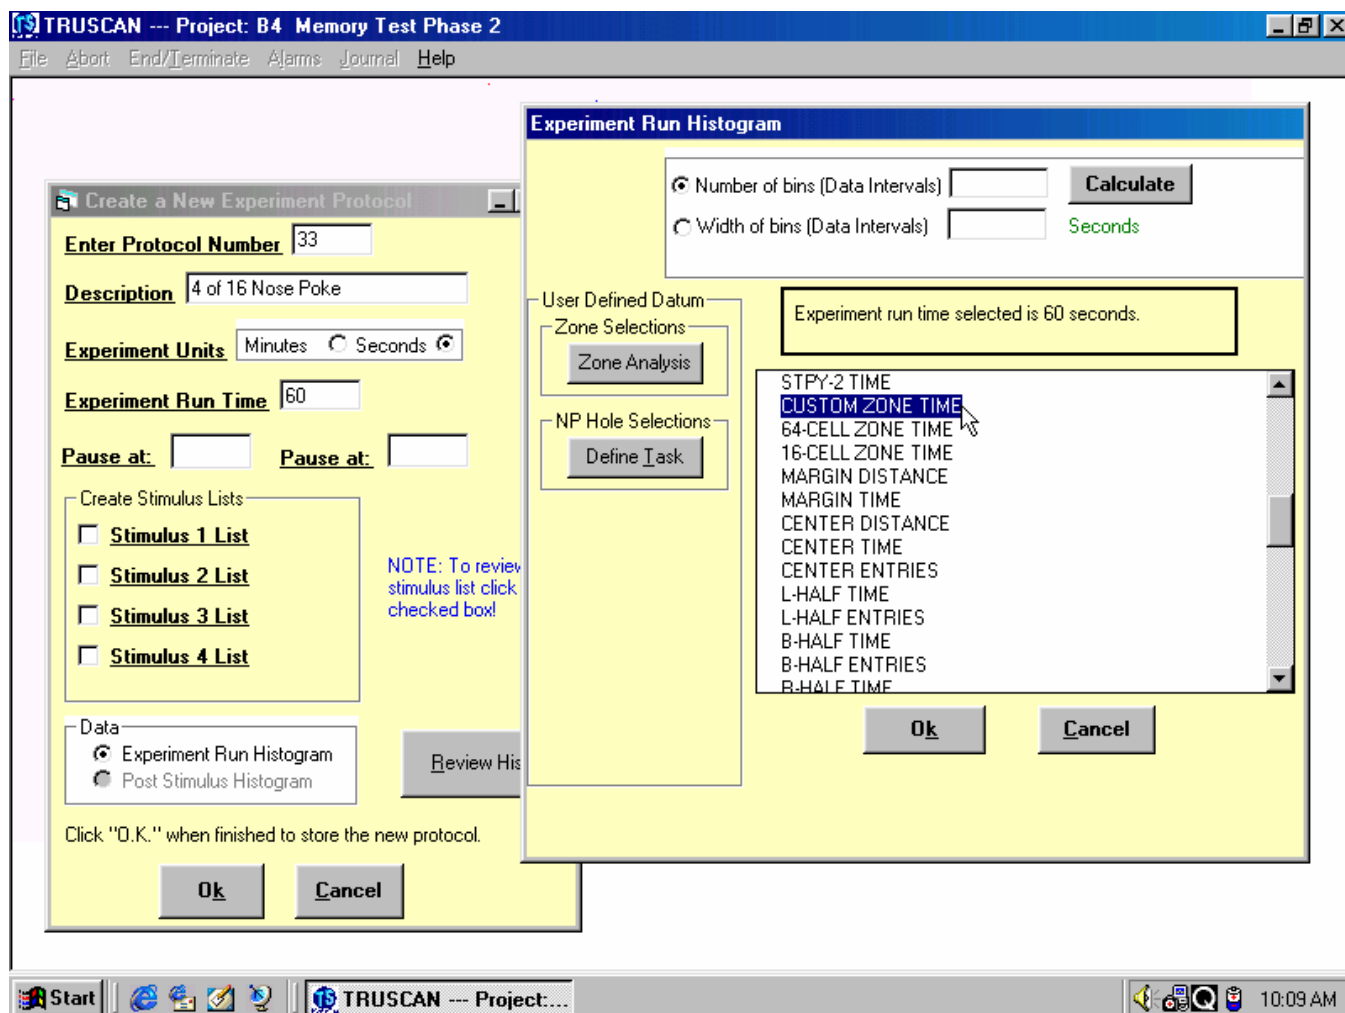 TRUSCAN --- Project: B4 Memory Test Phase 2
File Abort End/Terminate Alarms Journal Help
Create a New Experiment Protocol
Enter Protocol Number 33
Description 4 of 16 Nose Poke
Experiment Units Minutes Seconds
Experiment Run Time 60
Pause at: Pause at:
Create Stimulus Lists
Stimulus 1 List
Stimulus 2 List
Stimulus 3 List
Stimulus 4 List
NOTE: To review
stimulus list click
checked box!
Data
Experiment Run Histogram
Post Stimulus Histogram
Review His
Click "O.K." when finished to store the new protocol.
Ok Cancel
Experiment Run Histogram
Number of bins (Data Intervals) Calculate
Width of bins (Data Intervals) Seconds
User Defined Datum
Zone Selections
Zone Analysis
NP Hole Selections
Define Task
Experiment run time selected is 60 seconds.
STPY-2 TIME
CUSTOM ZONE TIME
64-CELL ZONE TIME
16-CELL ZONE TIME
MARGIN DISTANCE
MARGIN TIME
CENTER DISTANCE
CENTER TIME
CENTER ENTRIES
L-HALF TIME
L-HALF ENTRIES
B-HALF TIME
B-HALF ENTRIES
R-HALF TIME
Ok Cancel
Start TRUSCAN --- Project:... 10:09 AM